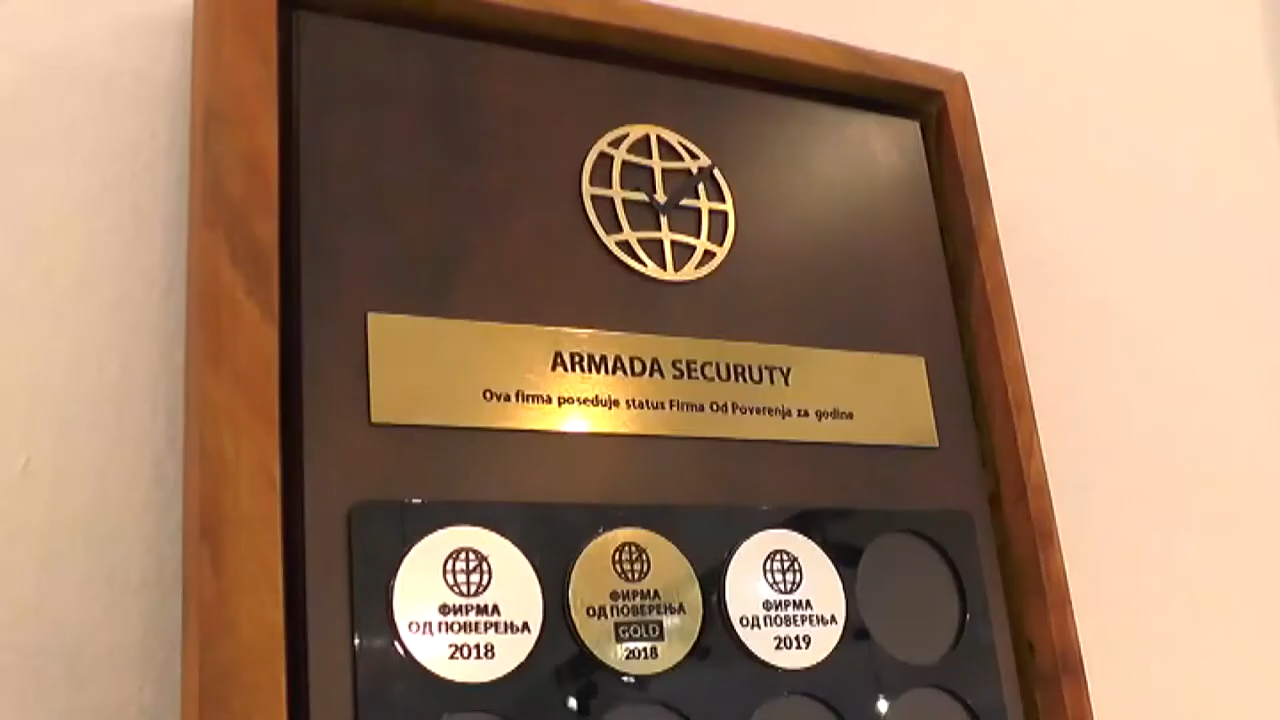 ARMADA SECURUTY
Ova firma poseduje status Firma Od Poverenja za godine
ФИРМА
ОД ПОВЕРЕЊА
2018
ФИРМА
ОД ПОВЕРЕЊА
GOLD
2018
ФИРМА
ОД ПОВЕРЕЊА
2019